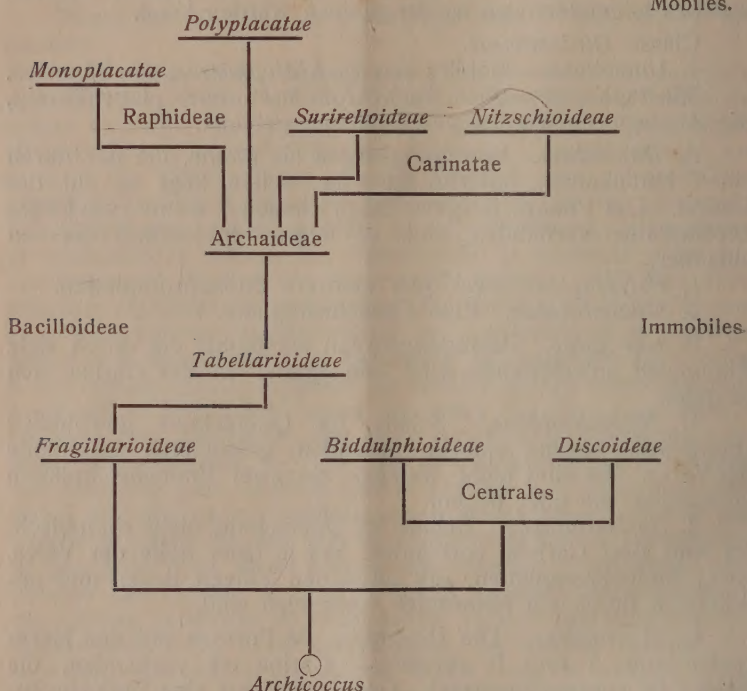 Mobiles.
Polyplacatae
Monoplacatae
Raphideae
Surirelloideae Nitzschioideae
Carinatae
Archaideae
Bacilloideae Immobiles
Tabellarioideae
Fragillarioideae Biddulphioideae Discoideae
Centrales
Archicoccus